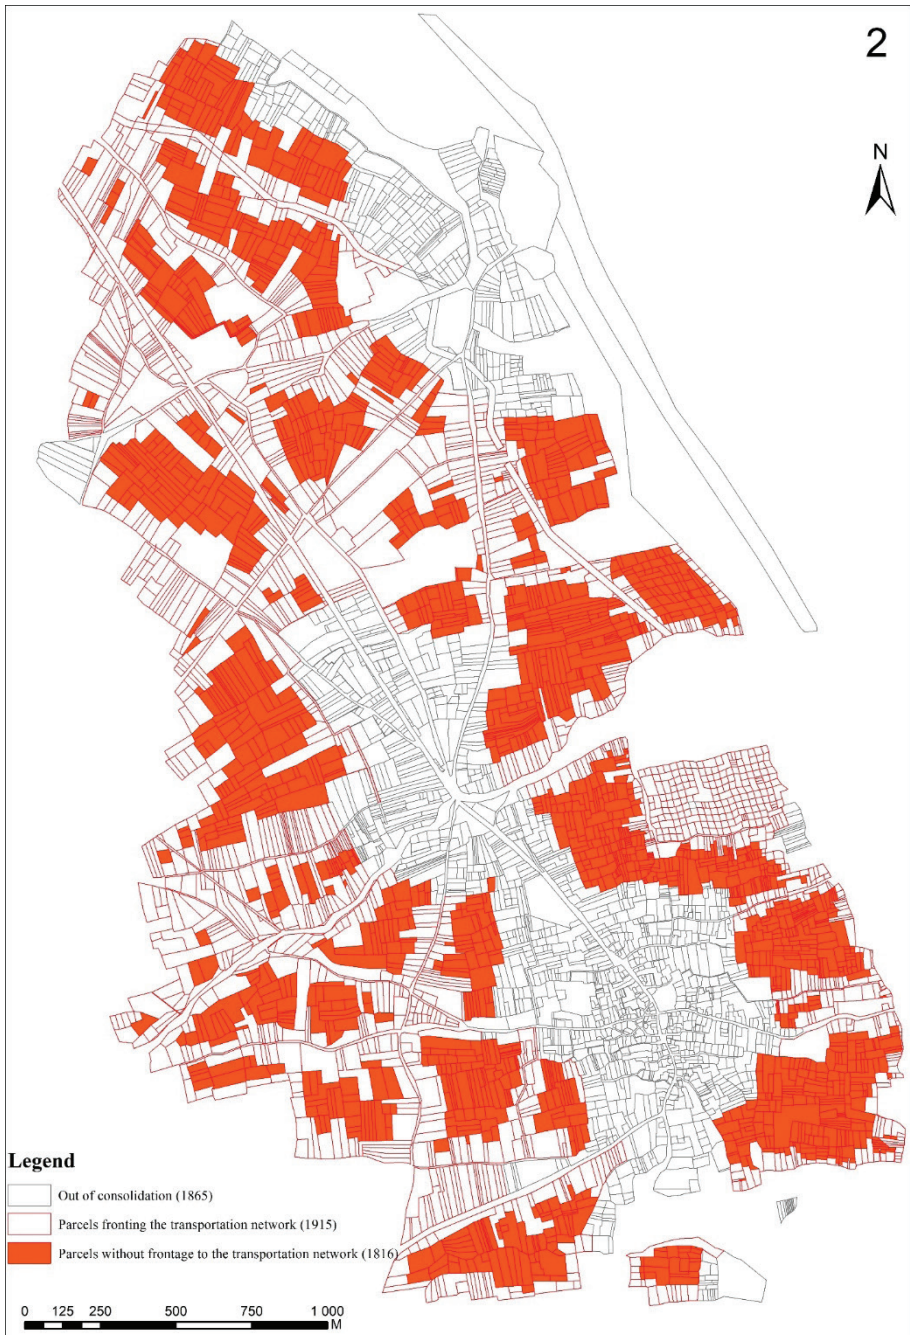 2
N
Legend
Out of consolidation (1865)
Parcels fronting the transportation network (1915)
Parcels without frontage to the transportation network (1816)
0 125 250 500 750 1 000
M